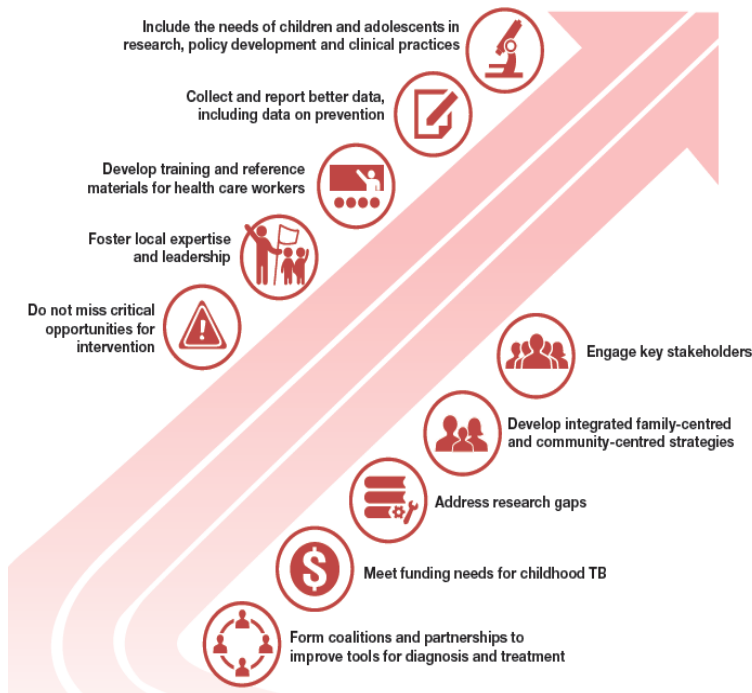 Include the needs of children and adolescents in
research, policy development and clinical practices
Collect and report better data,
including data on prevention
Develop training and reference
materials for health care workers
Foster local expertise
and leadership
Do not miss critical
opportunities for
intervention
Engage key stakeholders
Develop integrated family-centred
and community-centred strategies
Address research gaps
Meet funding needs for childhood TB
Form coalitions and partnerships to
improve tools for diagnosis and treatment